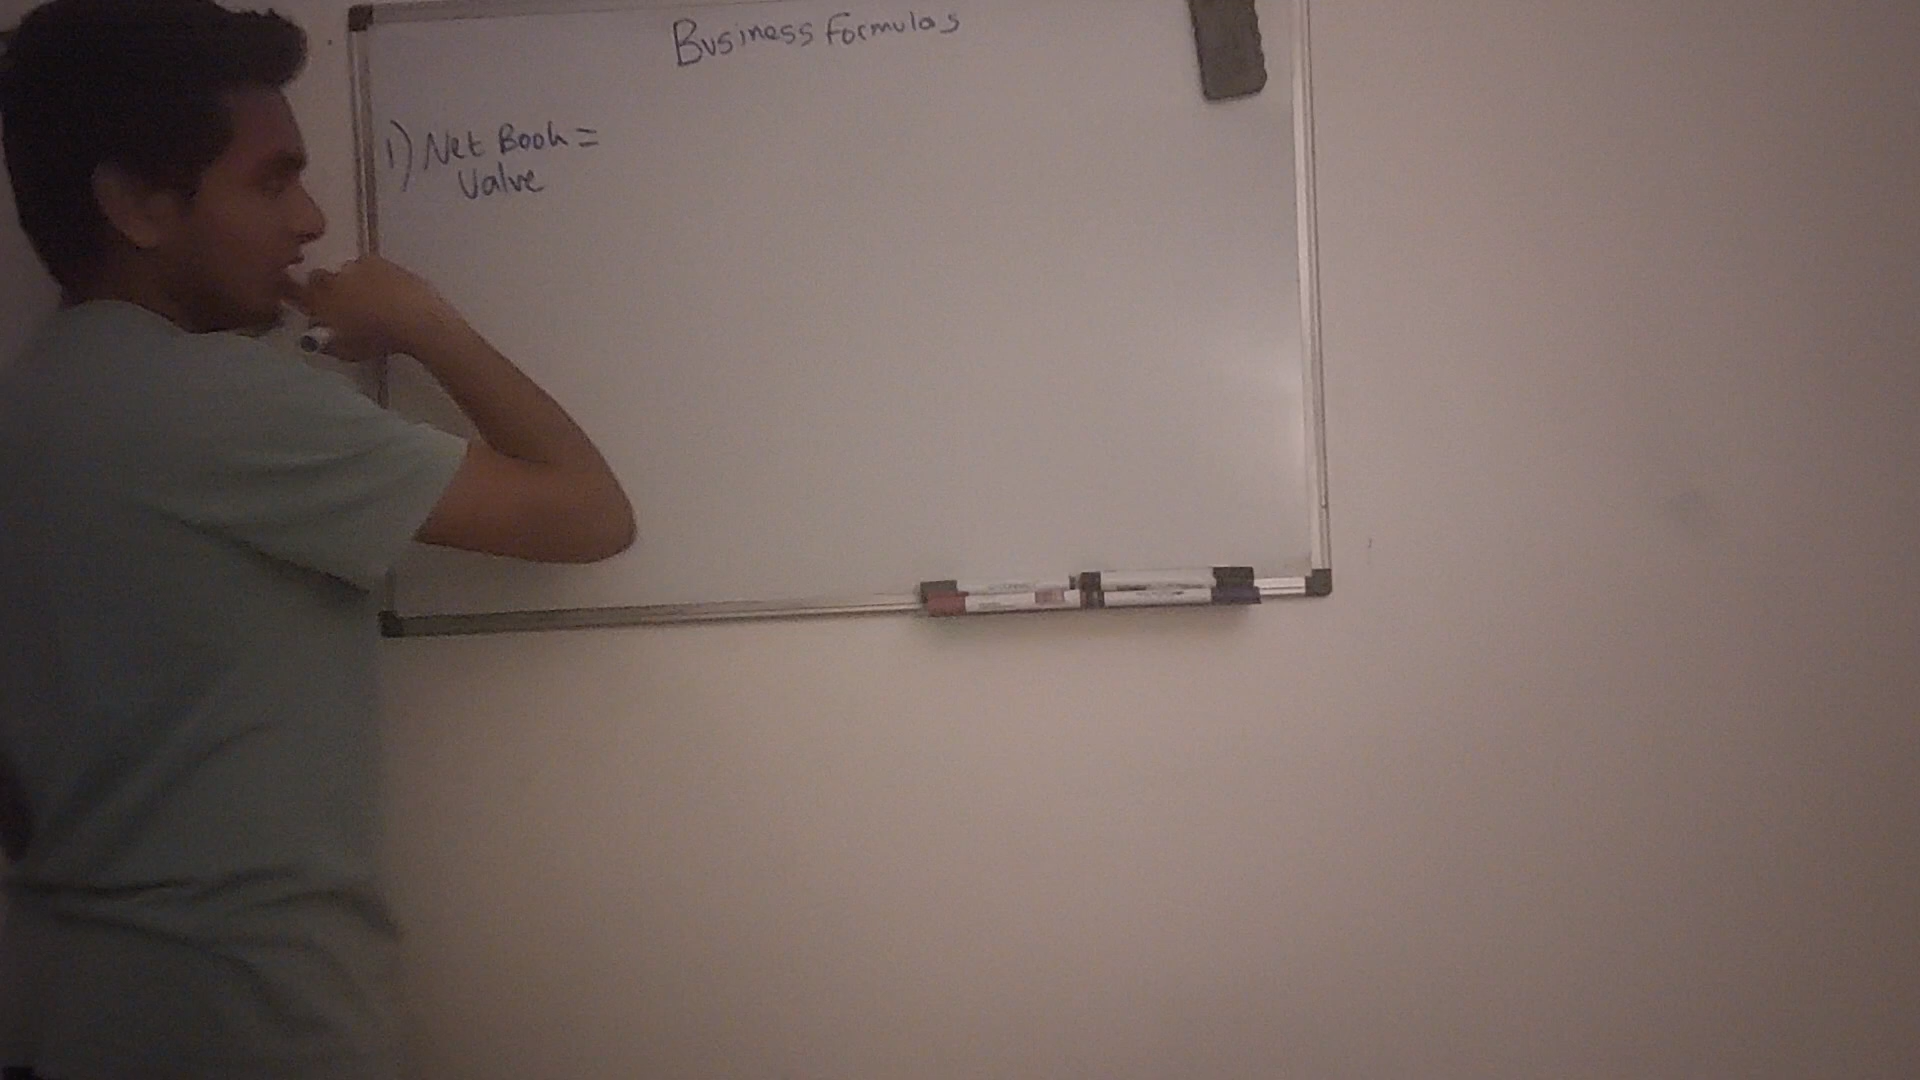 Business Formulas
1) Net Book =
Value